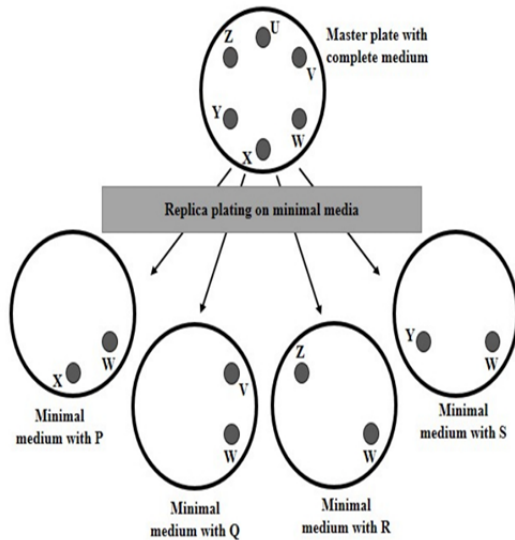 U
Z
V
Y
W
X
Master plate with
complete medium
Replica plating on minimal media
X
W
Minimal
medium with P
V
W
Minimal
medium with Q
Z
W
Minimal
medium with R
Y
W
Minimal
medium with S